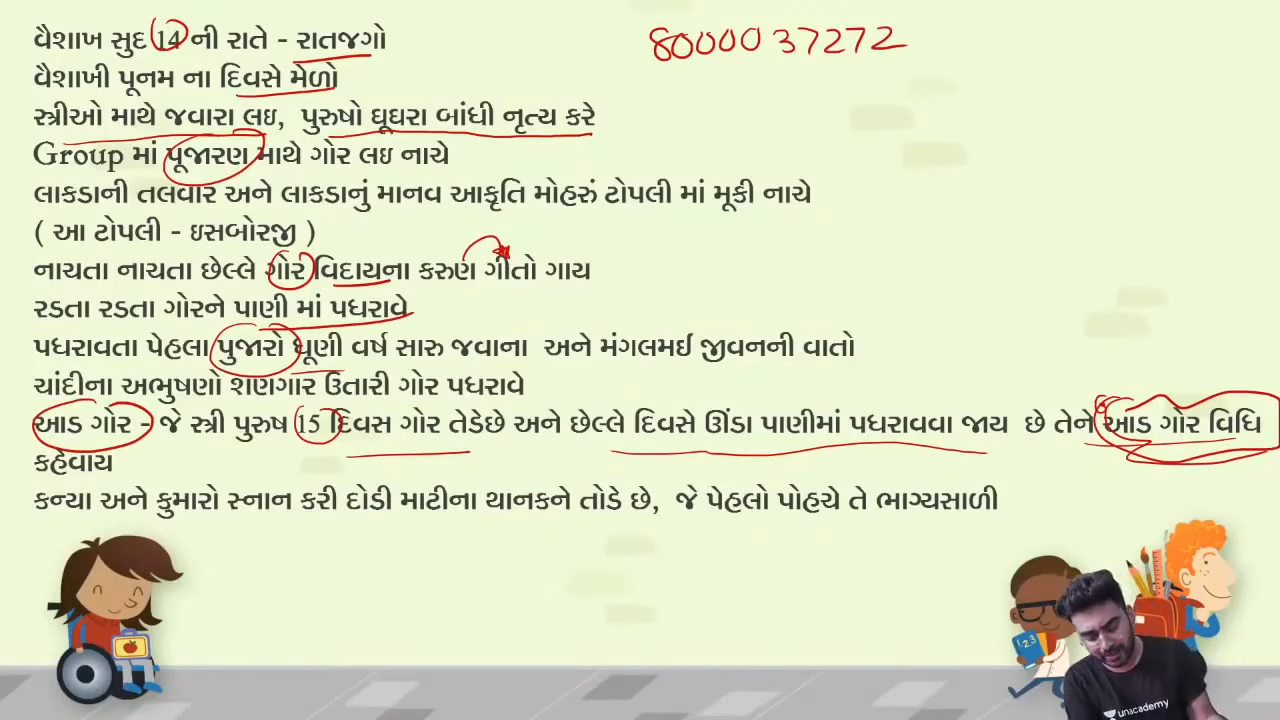 વૈશાખ સુદ 14 ની રાતે - રાતજગો
80000 37272
વૈશાખી પૂનમ ના દિવસે મેળો
સ્ત્રીઓ માથે જવારા લઇ, પુરુષો ઘૂઘરા બાંધી નૃત્ય કરે
Group માં પૂજારણ માથે ગોર લઇ નાચે
લાકડાની તલવાર અને લાકડાનું માનવ આકૃતિ મોહરું ટોપલી માં મૂકી નાચે
( આ ટોપલી - ઇસબોરજી )
નાચતા નાચતા છેલ્લે ગોર વિદાયના કરુણ ગીતો ગાય
રડતા રડતા ગોરને પાણી માં પધરાવે
પધરાવતા પેહલા પુજારો ધૂણી વર્ષ સારુ જવાના અને મંગલમઈ જીવનની વાતો
ચાંદીના અભુષણો શણગાર ઉતારી ગોર પધરાવે
આડ ગોર - જે સ્ત્રી પુરુષ 15 દિવસ ગોર તેડેછે અને છેલ્લે દિવસે ઊંડા પાણીમાં પધરાવવા જાય છે તેને આડ ગોર વિધિ
કહેવાય
કન્યા અને કુમારો સ્નાન કરી દોડી માટીના થાનકને તોડે છે, જે પેહલો પોહચે તે ભાગ્યસાળી
123
unacademy